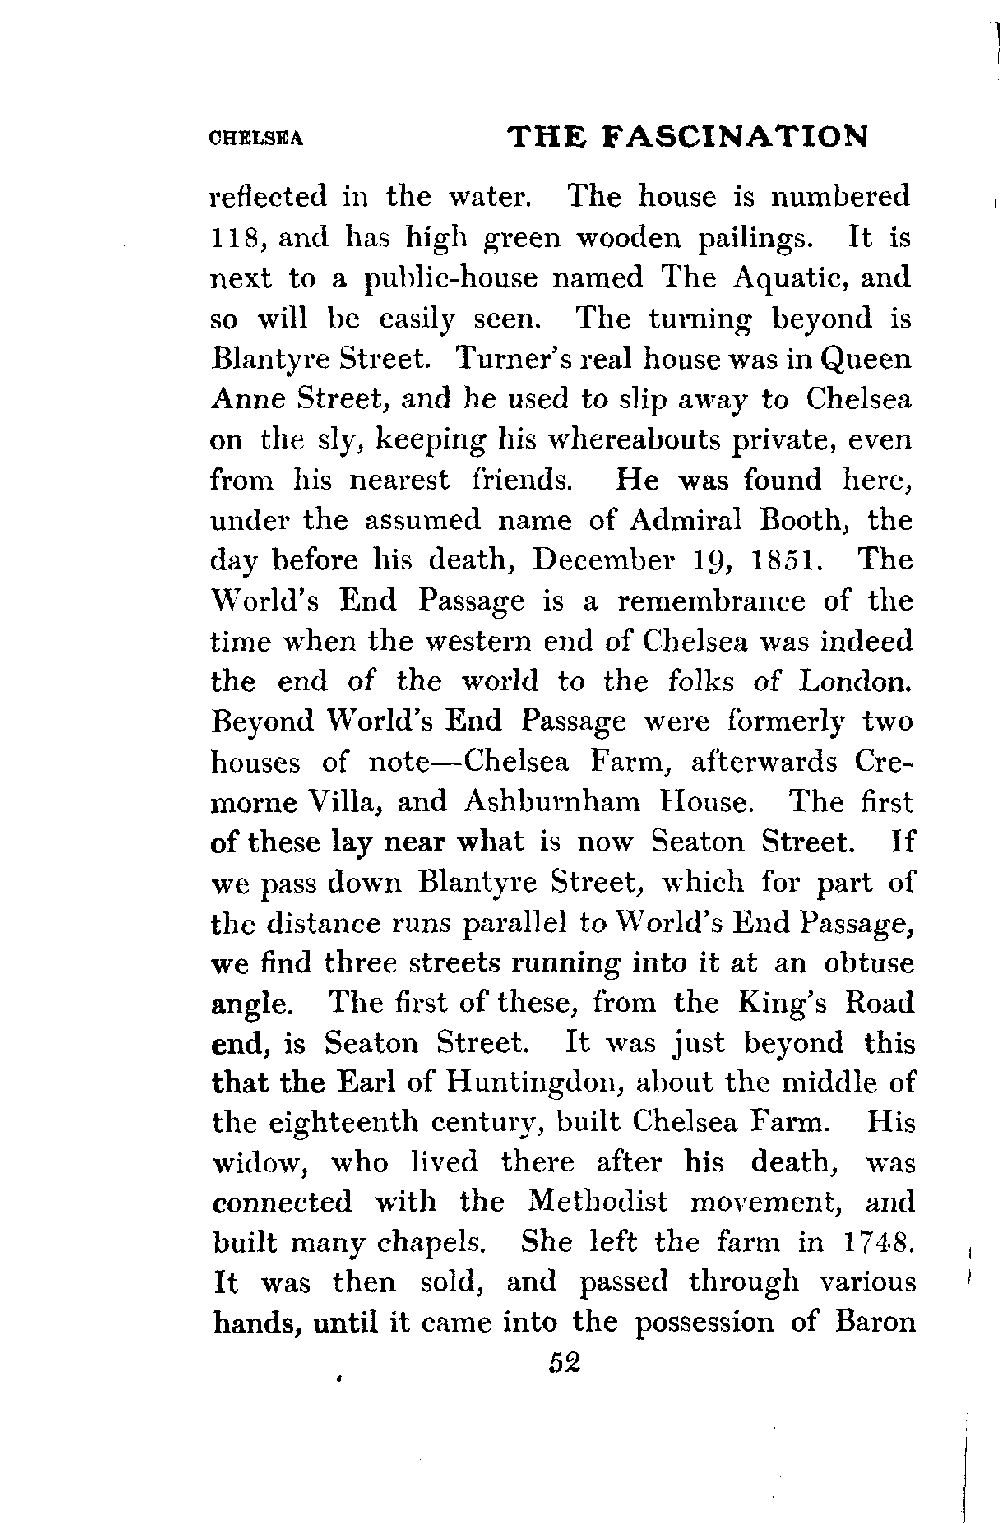 CHELSEA THE FASCINATION
reflected in the water. The house is numbered
118, and has high green wooden pailings. It is
next to a public-house named The Aquatic, and
so will be easily seen. The turning beyond is
Blantyre Street. Turner's real house was in Queen
Anne Street, and he used to slip away to Chelsea
on the sly, keeping his whereabouts private, even
from his nearest friends. He was found here,
under the assumed name of Admiral Booth, the
day before his death, December 19, 1851. The
World's End Passage is a remembrance of the
time when the western end of Chelsea was indeed
the end of the world to the folks of London.
Beyond World's End Passage were formerly two
houses of note—Chelsea Farm, afterwards Cre-
morne Villa, and Ashburnham House. The first
of these lay near what is now Seaton Street. If
we pass down Blantyre Street, which for part of
the distance runs parallel to World's End Passage,
we find three streets running into it at an obtuse
angle. The first of these, from the King's Road
end, is Seaton Street. It was just beyond this
that the Earl of Huntingdon, about the middle of
the eighteenth century, built Chelsea Farm. His
widow, who lived there after his death, was
connected with the Methodist movement, and
built many chapels. She left the farm in 1748.
It was then sold, and passed through various
hands, until it came into the possession of Baron
52